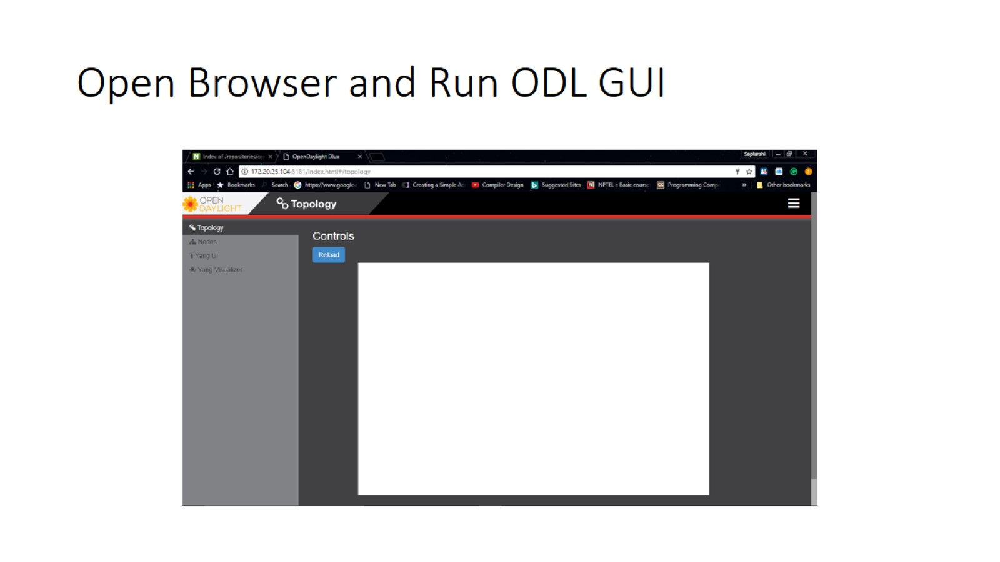 Open Browser and Run ODL GUI
Index of /repositories/o
OpenDaylight Dlux
Saptarshi
172.20.25.104:8181/index.html#/topology
Apps Bookmarks Search https://www.google. New Tab Creating a Simple Ac Compiler Design Suggested Sites NPTEL :: Basic course Programming Comp » Other bookmarks
OPEN
DAYLIGHT
Topology
Topology
Nodes
Yang UI
Yang Visualizer
Controls
Reload